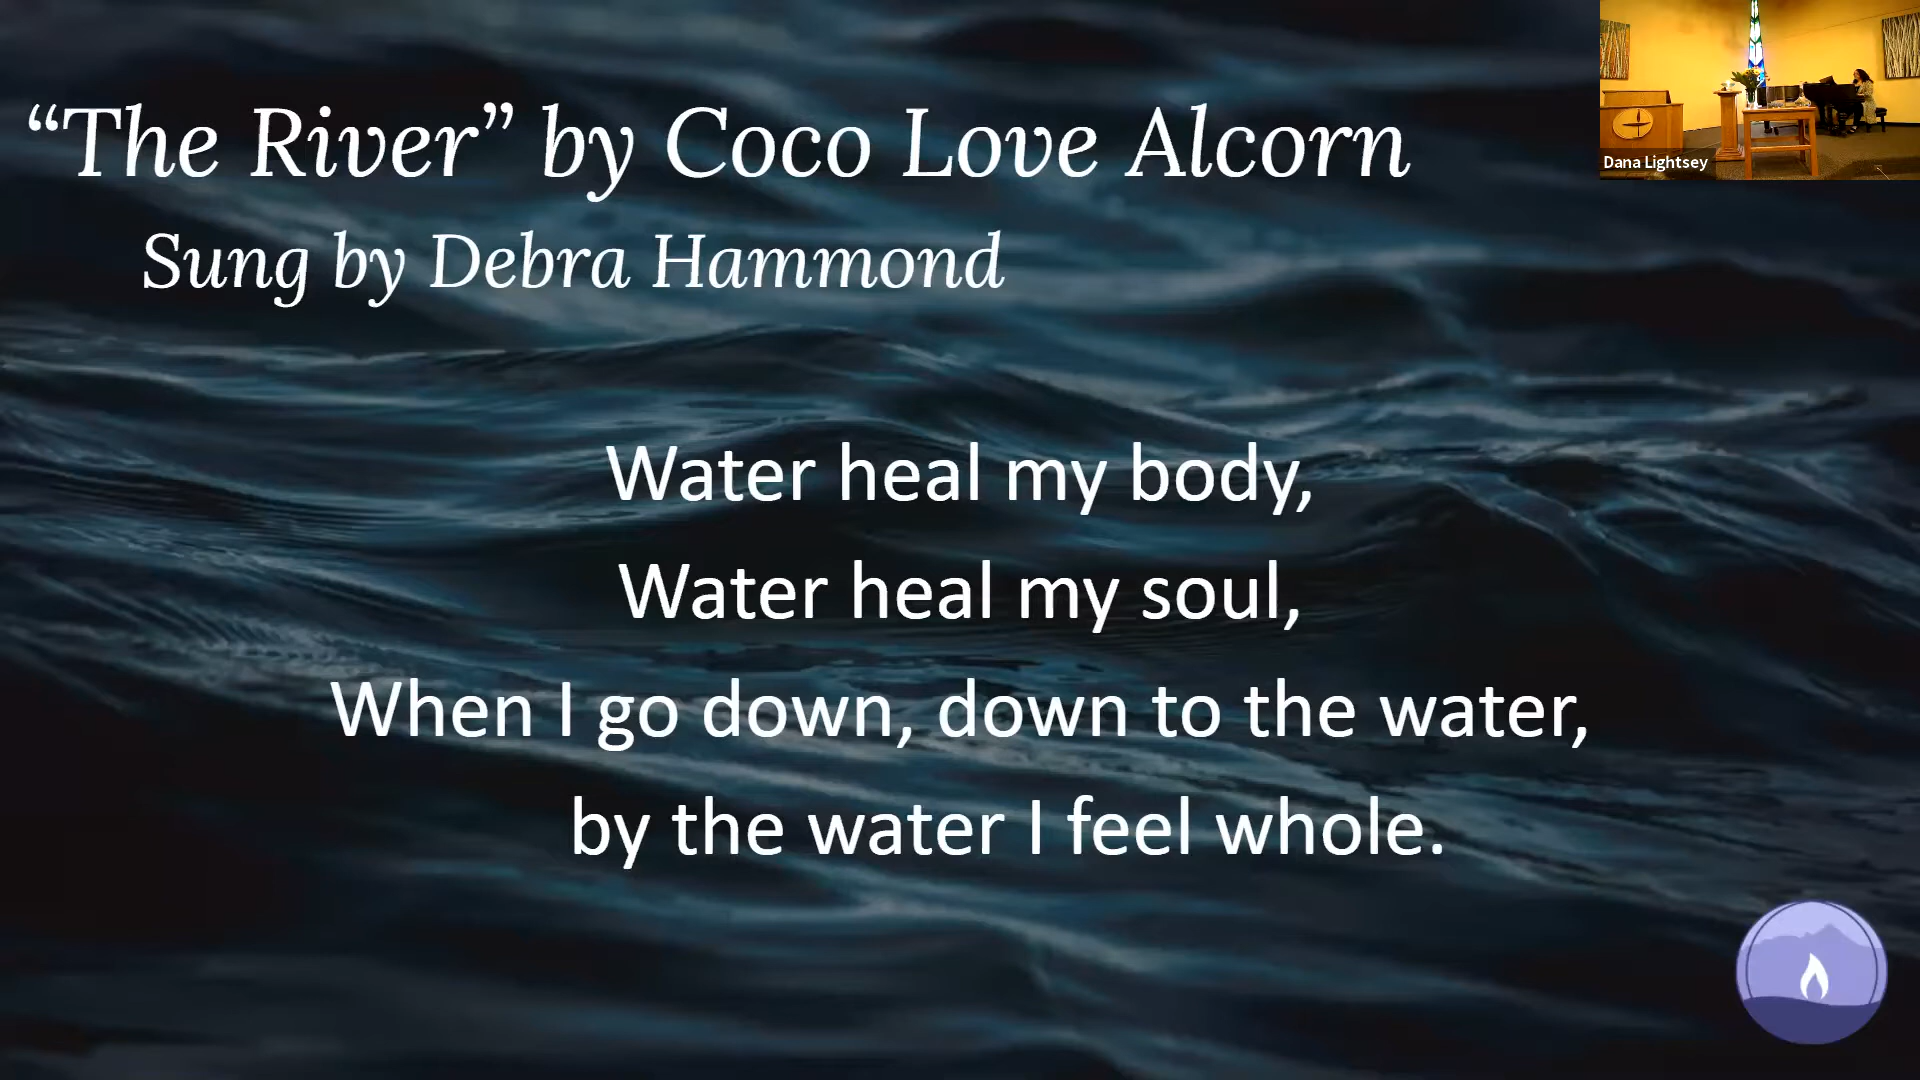 “The River” by Coco Love Alcorn
Sung by Debra Hammond
Dana Lightsey
Water heal my body,
Water heal my soul,
When I go down, down to the water,
by the water I feel whole.